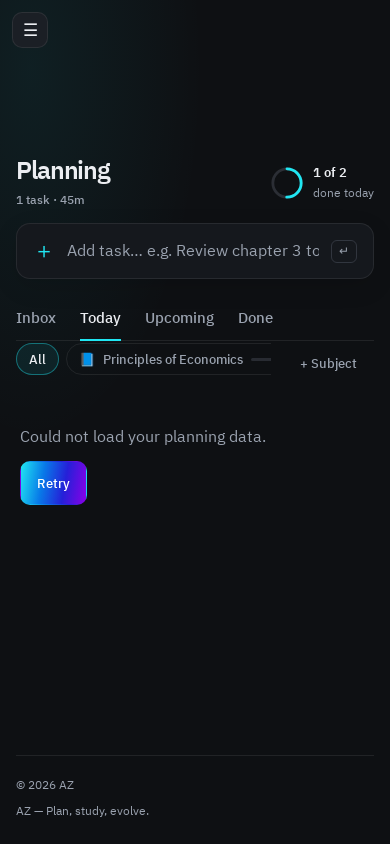 ☰
Planning
1 task · 45m
1 of 2
done today
+ Add task... e.g. Review chapter 3 to ↵
Inbox Today Upcoming Done
All 📘 Principles of Economics + Subject
Could not load your planning data.
Retry
© 2026 AZ
AZ — Plan, study, evolve.